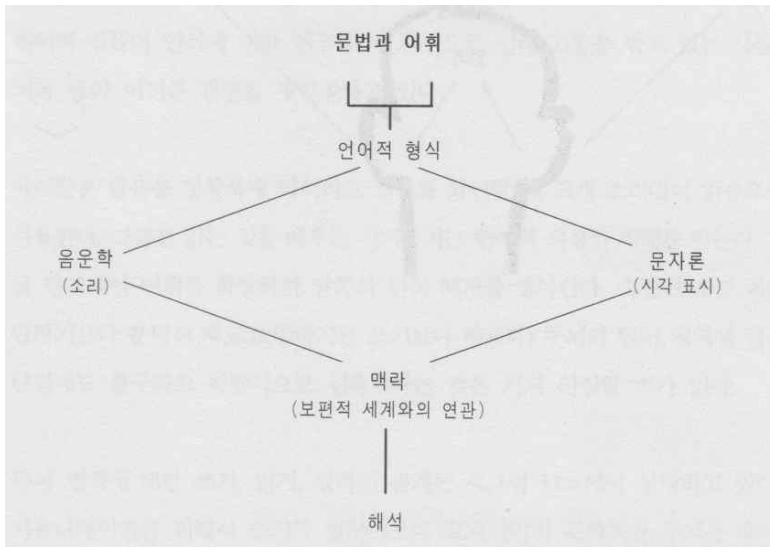 문법과 어휘
언어적 형식
음운학
(소리)
문자론
(시각 표시)
맥락
(보편적 세계와의 연관)
해석